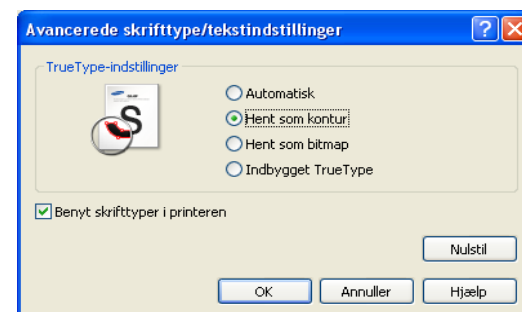 Avancerede skrifttype/tekstindstillinger
TrueType-indstillinger
Automatisk
Hent som kontur
Hent som bitmap
Indbygget TrueType
Benyt skrifttyper i printeren
Nulstil
OK Annuller Hjælp